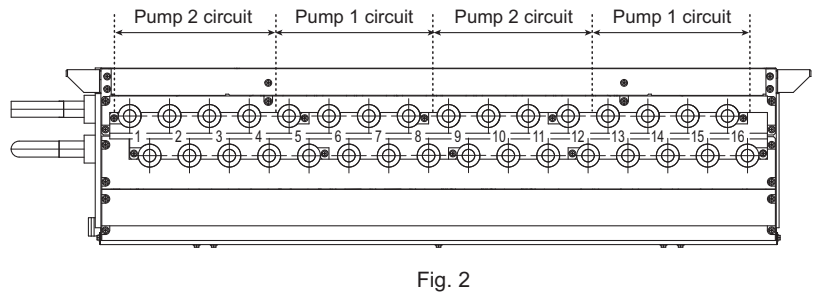 Pump 2 circuit Pump 1 circuit Pump 2 circuit Pump 1 circuit
1 2 3 4 5 6 7 8 9 10 11 12 13 14 15 16
Fig. 2